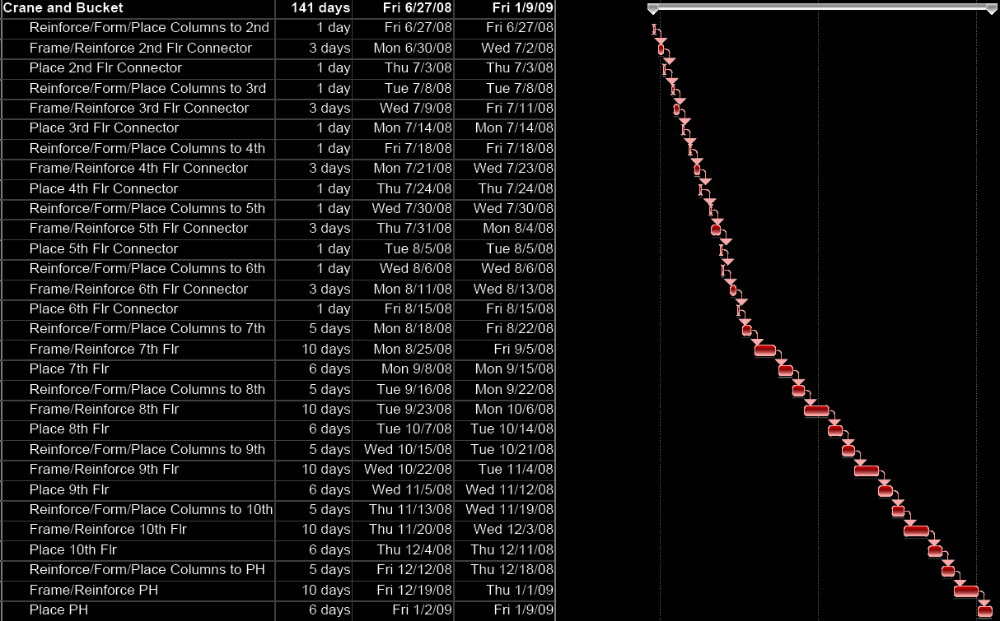 Crane and Bucket 141 days Fri 6/27/08 Fri 1/9/09
Reinforce/Form/Place Columns to 2nd 1 day Fri 6/27/08 Fri 6/27/08
Frame/Reinforce 2nd Flr Connector 3 days Mon 6/30/08 Wed 7/2/08
Place 2nd Flr Connector 1 day Thu 7/3/08 Thu 7/3/08
Reinforce/Form/Place Columns to 3rd 1 day Tue 7/8/08 Tue 7/8/08
Frame/Reinforce 3rd Flr Connector 3 days Wed 7/9/08 Fri 7/11/08
Place 3rd Flr Connector 1 day Mon 7/14/08 Mon 7/14/08
Reinforce/Form/Place Columns to 4th 1 day Fri 7/18/08 Fri 7/18/08
Frame/Reinforce 4th Flr Connector 3 days Mon 7/21/08 Wed 7/23/08
Place 4th Flr Connector 1 day Thu 7/24/08 Thu 7/24/08
Reinforce/Form/Place Columns to 5th 1 day Wed 7/30/08 Wed 7/30/08
Frame/Reinforce 5th Flr Connector 3 days Thu 7/31/08 Mon 8/4/08
Place 5th Flr Connector 1 day Tue 8/5/08 Tue 8/5/08
Reinforce/Form/Place Columns to 6th 1 day Wed 8/6/08 Wed 8/6/08
Frame/Reinforce 6th Flr Connector 3 days Mon 8/11/08 Wed 8/13/08
Place 6th Flr Connector 1 day Fri 8/15/08 Fri 8/15/08
Reinforce/Form/Place Columns to 7th 5 days Mon 8/18/08 Fri 8/22/08
Frame/Reinforce 7th Flr 10 days Mon 8/25/08 Fri 9/5/08
Place 7th Flr 6 days Mon 9/8/08 Mon 9/15/08
Reinforce/Form/Place Columns to 8th 5 days Tue 9/16/08 Mon 9/22/08
Frame/Reinforce 8th Flr 10 days Tue 9/23/08 Mon 10/6/08
Place 8th Flr 6 days Tue 10/7/08 Tue 10/14/08
Reinforce/Form/Place Columns to 9th 5 days Wed 10/15/08 Tue 10/21/08
Frame/Reinforce 9th Flr 10 days Wed 10/22/08 Tue 11/4/08
Place 9th Flr 6 days Wed 11/5/08 Wed 11/12/08
Reinforce/Form/Place Columns to 10th 5 days Thu 11/13/08 Wed 11/19/08
Frame/Reinforce 10th Flr 10 days Thu 11/20/08 Wed 12/3/08
Place 10th Flr 6 days Thu 12/4/08 Thu 12/11/08
Reinforce/Form/Place Columns to PH 5 days Fri 12/12/08 Thu 12/18/08
Frame/Reinforce PH 10 days Fri 12/19/08 Thu 1/1/09
Place PH 6 days Fri 1/2/09 Fri 1/9/09